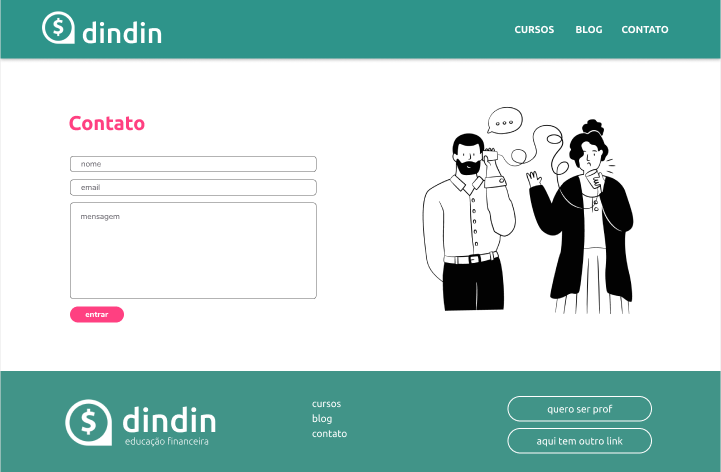 $ dindin
CURSOS BLOG CONTATO
Contato
nome
email
mensagem
entrar
$ dindin
educação financeira
cursos
blog
contato
quero ser prof
aqui tem outro link